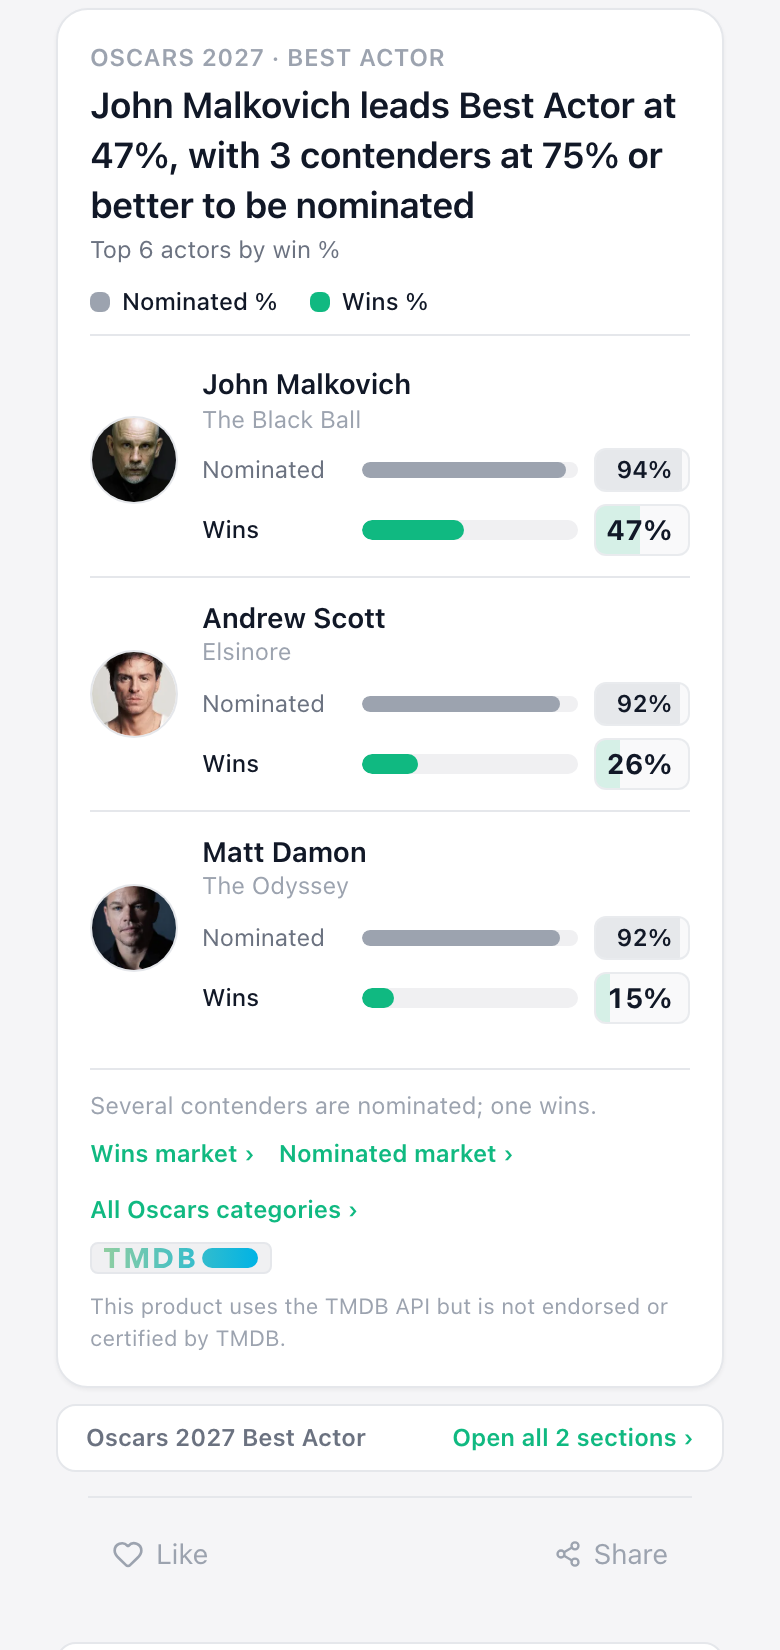 OSCARS 2027 · BEST ACTOR
John Malkovich leads Best Actor at
47%, with 3 contenders at 75% or
better to be nominated
Top 6 actors by win %
Nominated %
Wins %
John Malkovich
The Black Ball
Nominated
94%
Wins
47%
Andrew Scott
Elsinore
Nominated
92%
Wins
26%
Matt Damon
The Odyssey
Nominated
92%
Wins
15%
Several contenders are nominated; one wins.
Wins market ›
Nominated market ›
All Oscars categories ›
TMDB
This product uses the TMDB API but is not endorsed or
certified by TMDB.
Oscars 2027 Best Actor
Open all 2 sections ›
Like
Share